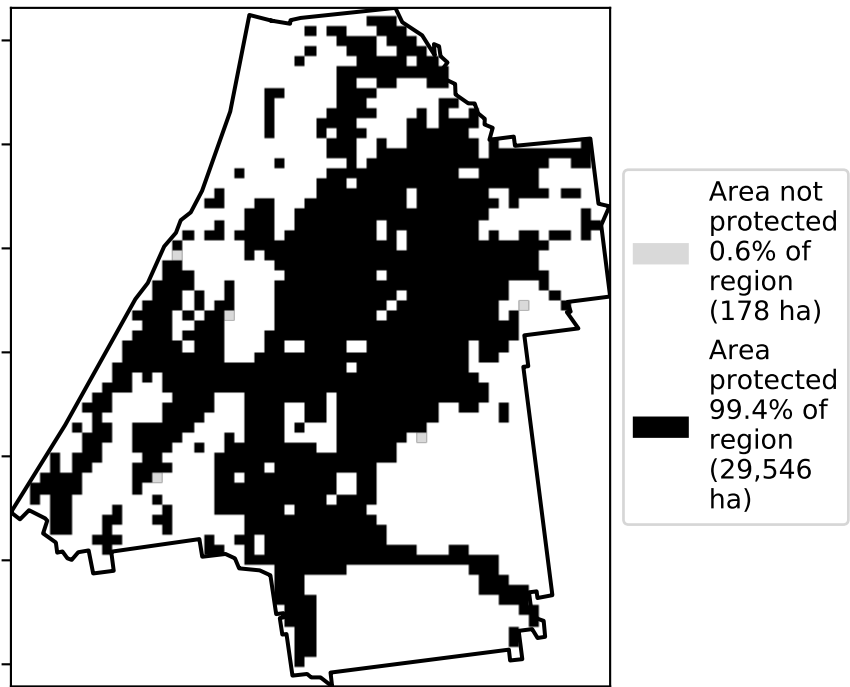 Area not
protected
0.6% of
region
(178 ha)
Area
protected
99.4% of
region
(29,546
ha)